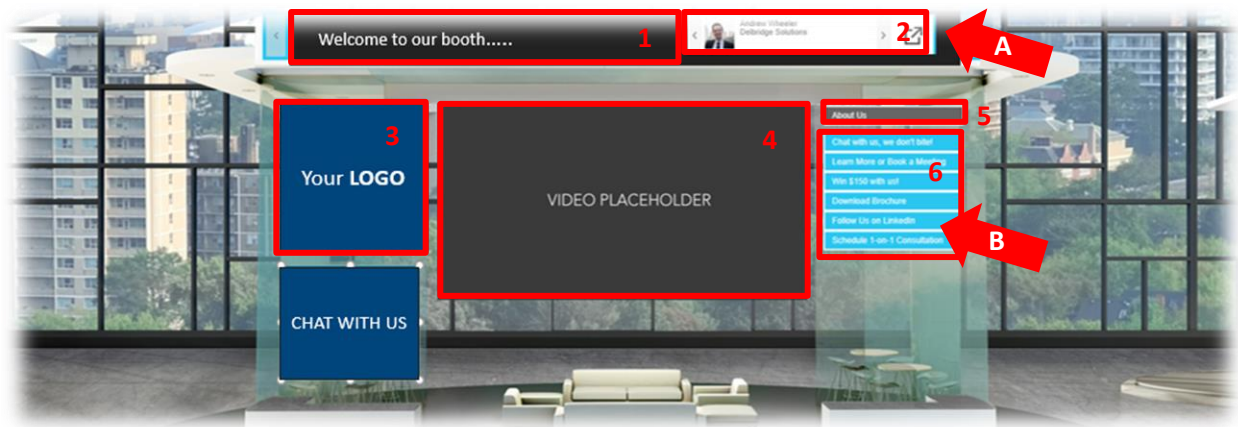 Welcome to our booth.....
1
Andrew Wheeler
Delbridge Solutions
2
A
3
Your LOGO
4
VIDEO PLACEHOLDER
About Us
5
Chat with us, we don't bite!
Learn More or Book a Meeting
6
Win $150 with us!
Download Brochure
Follow Us on LinkedIn
Schedule 1-on-1 Consultation
B
CHAT WITH US